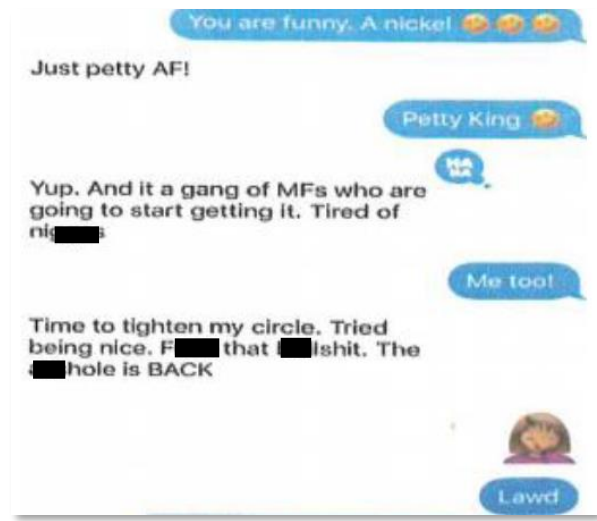 You are funny. A nickel 🤣 🤣 🤣
Just petty AF!
Petty King 🤣
HA
HA
Yup. And it a gang of MFs who are
going to start getting it. Tired of
ni s
Me too!
Time to tighten my circle. Tried
being nice. F that lshit. The
hole is BACK
Lawd